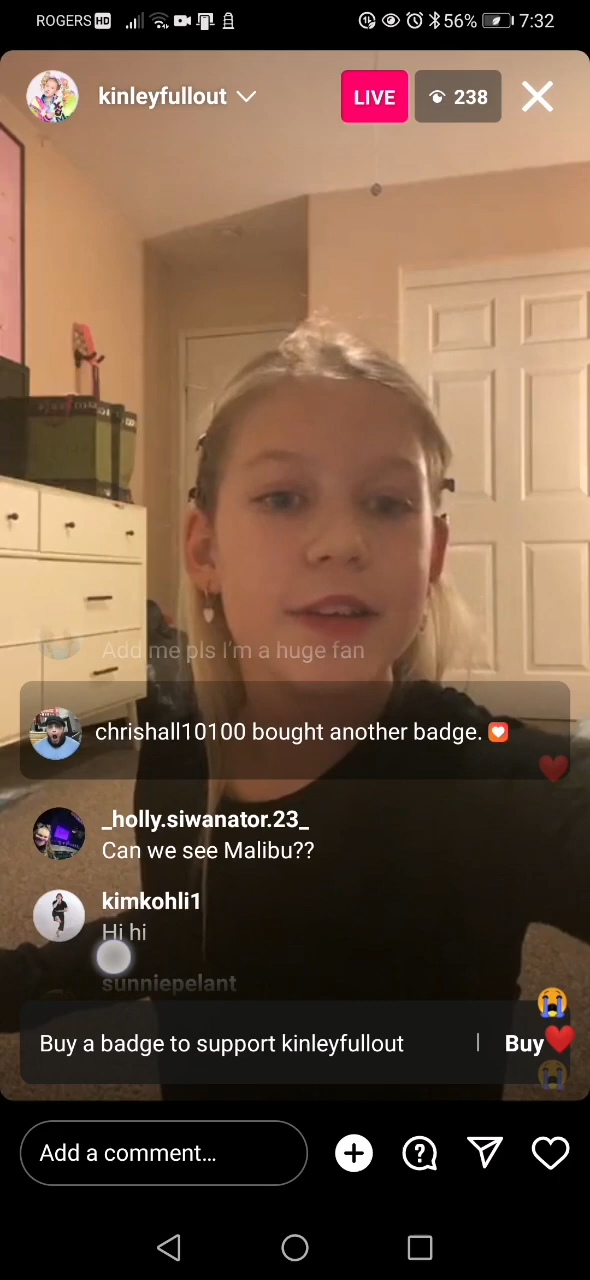 ROGERS HD
56% 7:32
kinleyfullout
LIVE
238
Add me pls I'm a huge fan
chrishall10100 bought another badge.
_holly.siwanator.23_
Can we see Malibu??
kimkohli1
Hi hi
sunniepelant
Buy a badge to support kinleyfullout | Buy
Add a comment...